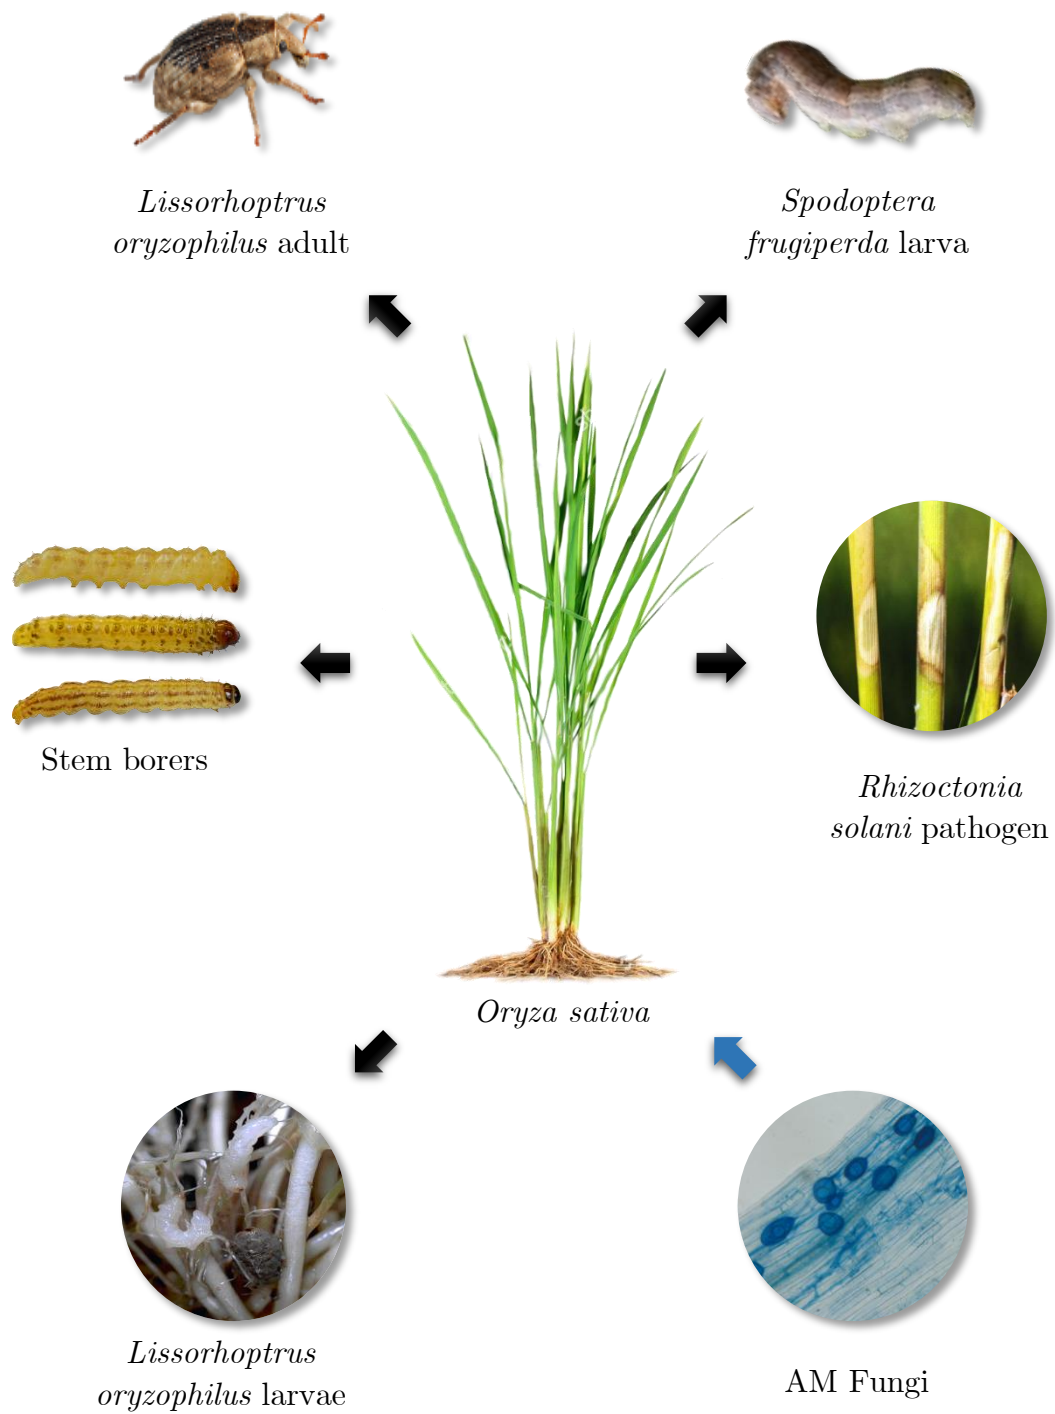 Lissorhoptrus
oryzophilus adult
Spodoptera
frugiperda larva
Stem borers
Rhizoctonia
solani pathogen
Oryza sativa
Lissorhoptrus
oryzophilus larvae
AM Fungi